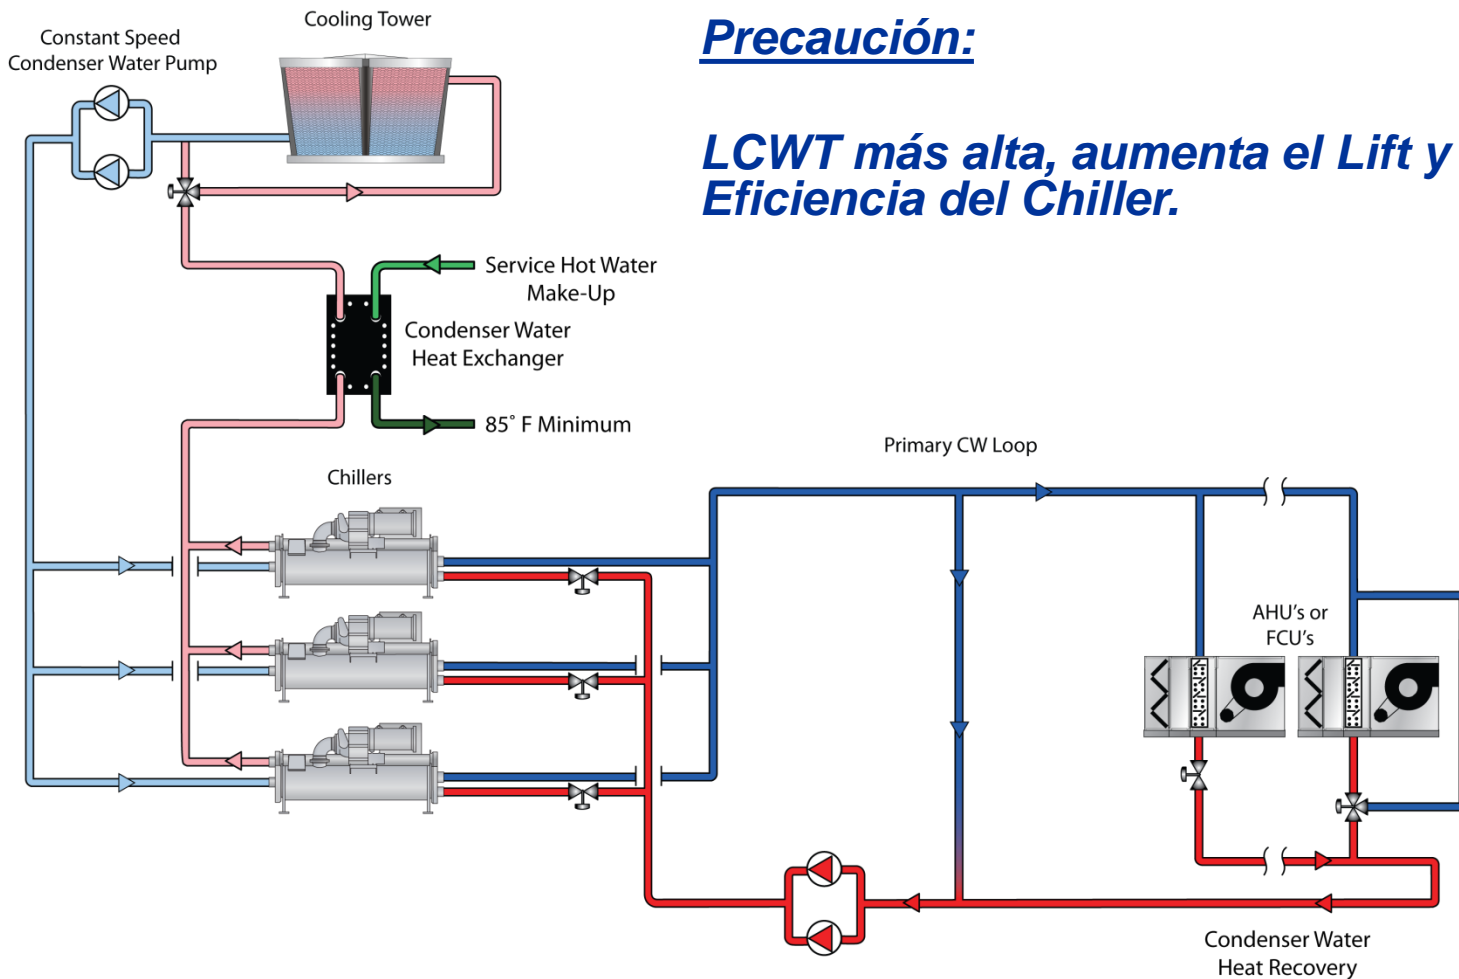 Cooling Tower
Constant Speed
Condenser Water Pump
Precaución:
LCWT más alta, aumenta el Lift y
Eficiencia del Chiller.
Service Hot Water
Make-Up
Condenser Water
Heat Exchanger
85˚ F Minimum
Primary CW Loop
Chillers
AHU's or
FCU's
Condenser Water
Heat Recovery